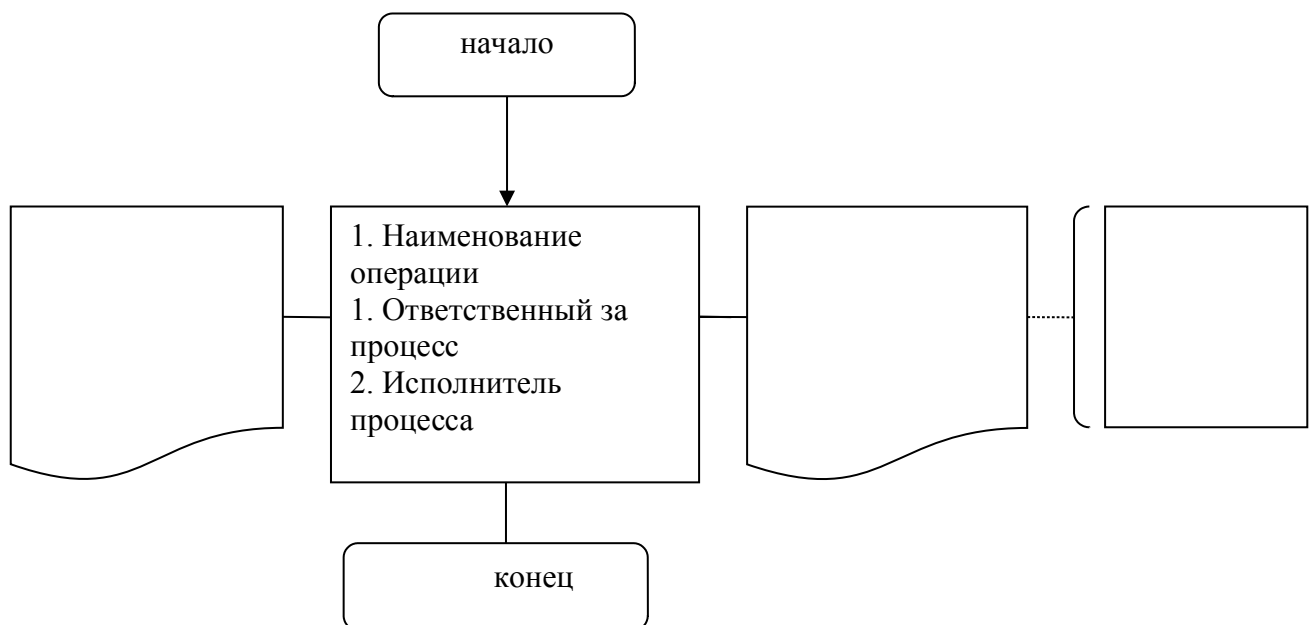 начало
1. Наименование
операции
1. Ответственный за
процесс
2. Исполнитель
процесса
конец